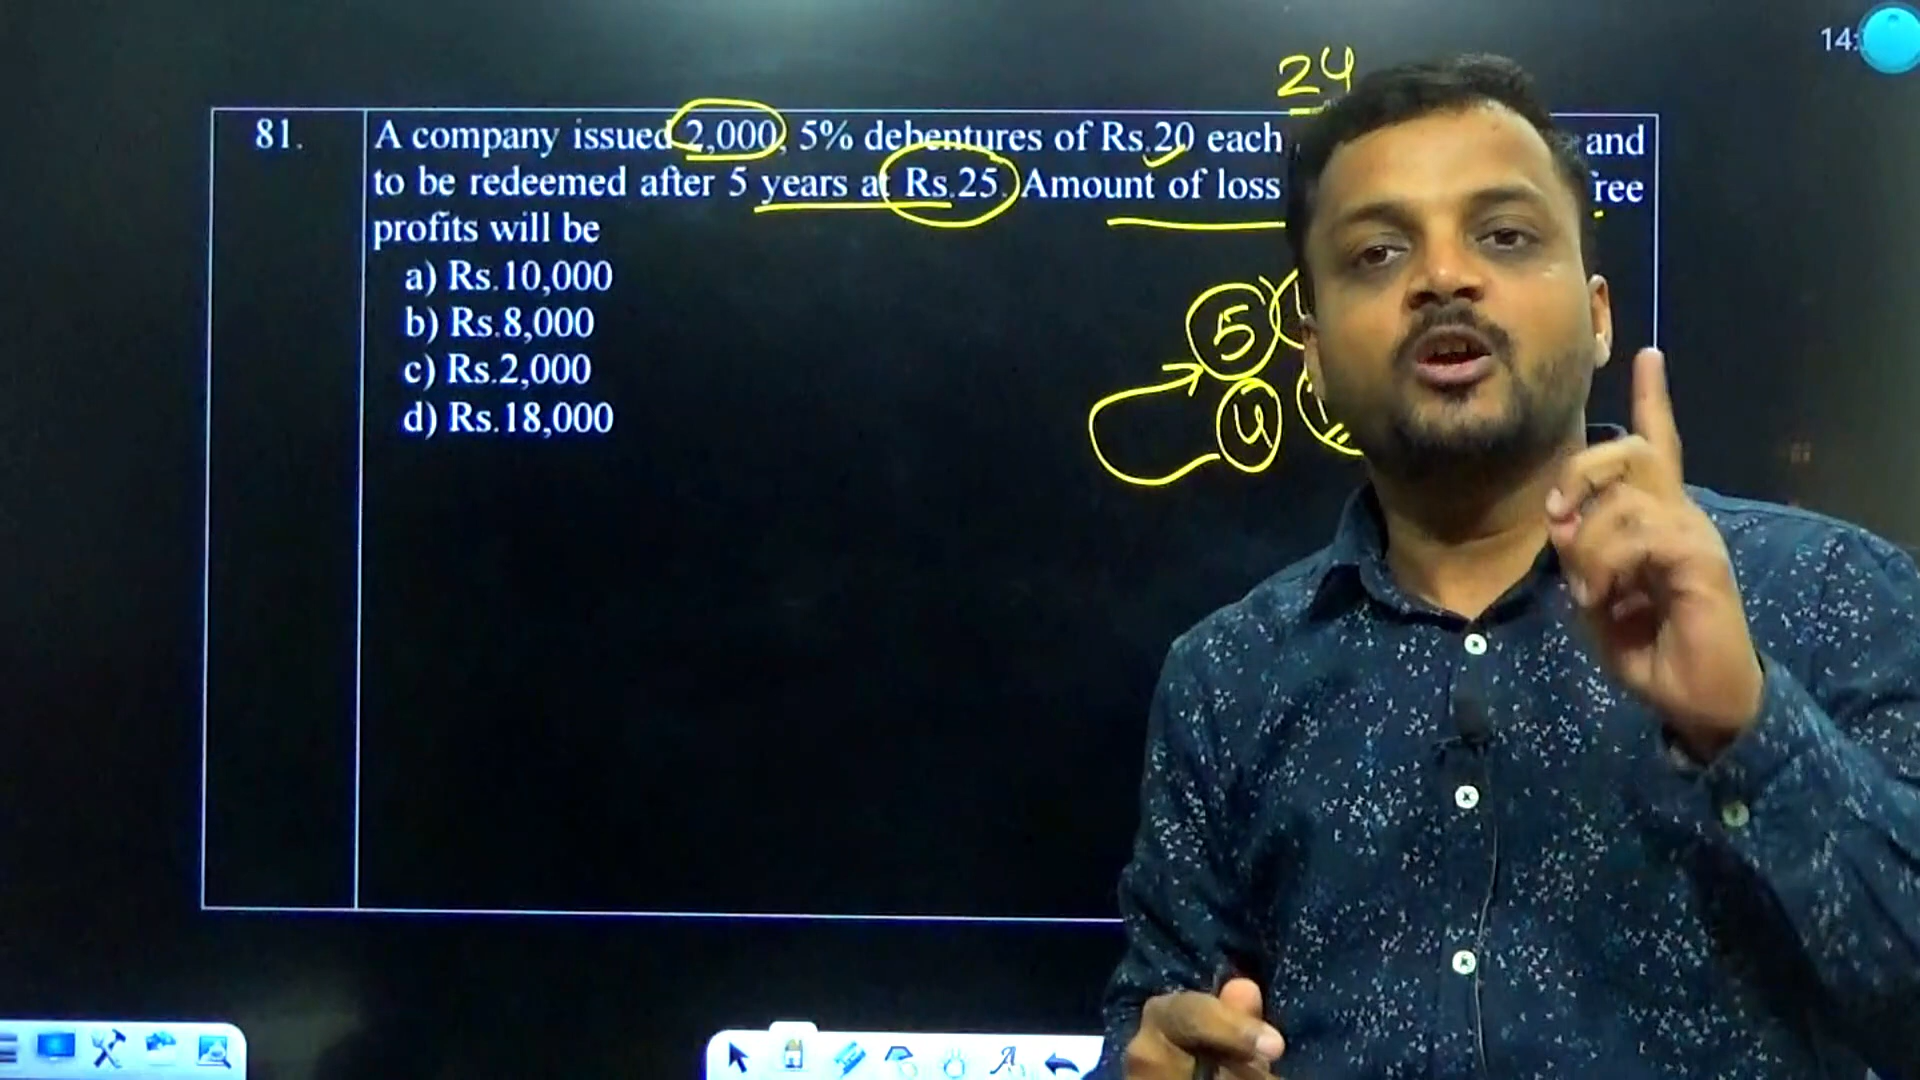 14:
24
81. A company issued 2,000, 5% debentures of Rs.20 each and
to be redeemed after 5 years at Rs.25. Amount of loss free
profits will be
a) Rs.10,000
b) Rs.8,000
c) Rs.2,000
d) Rs.18,000
5
4